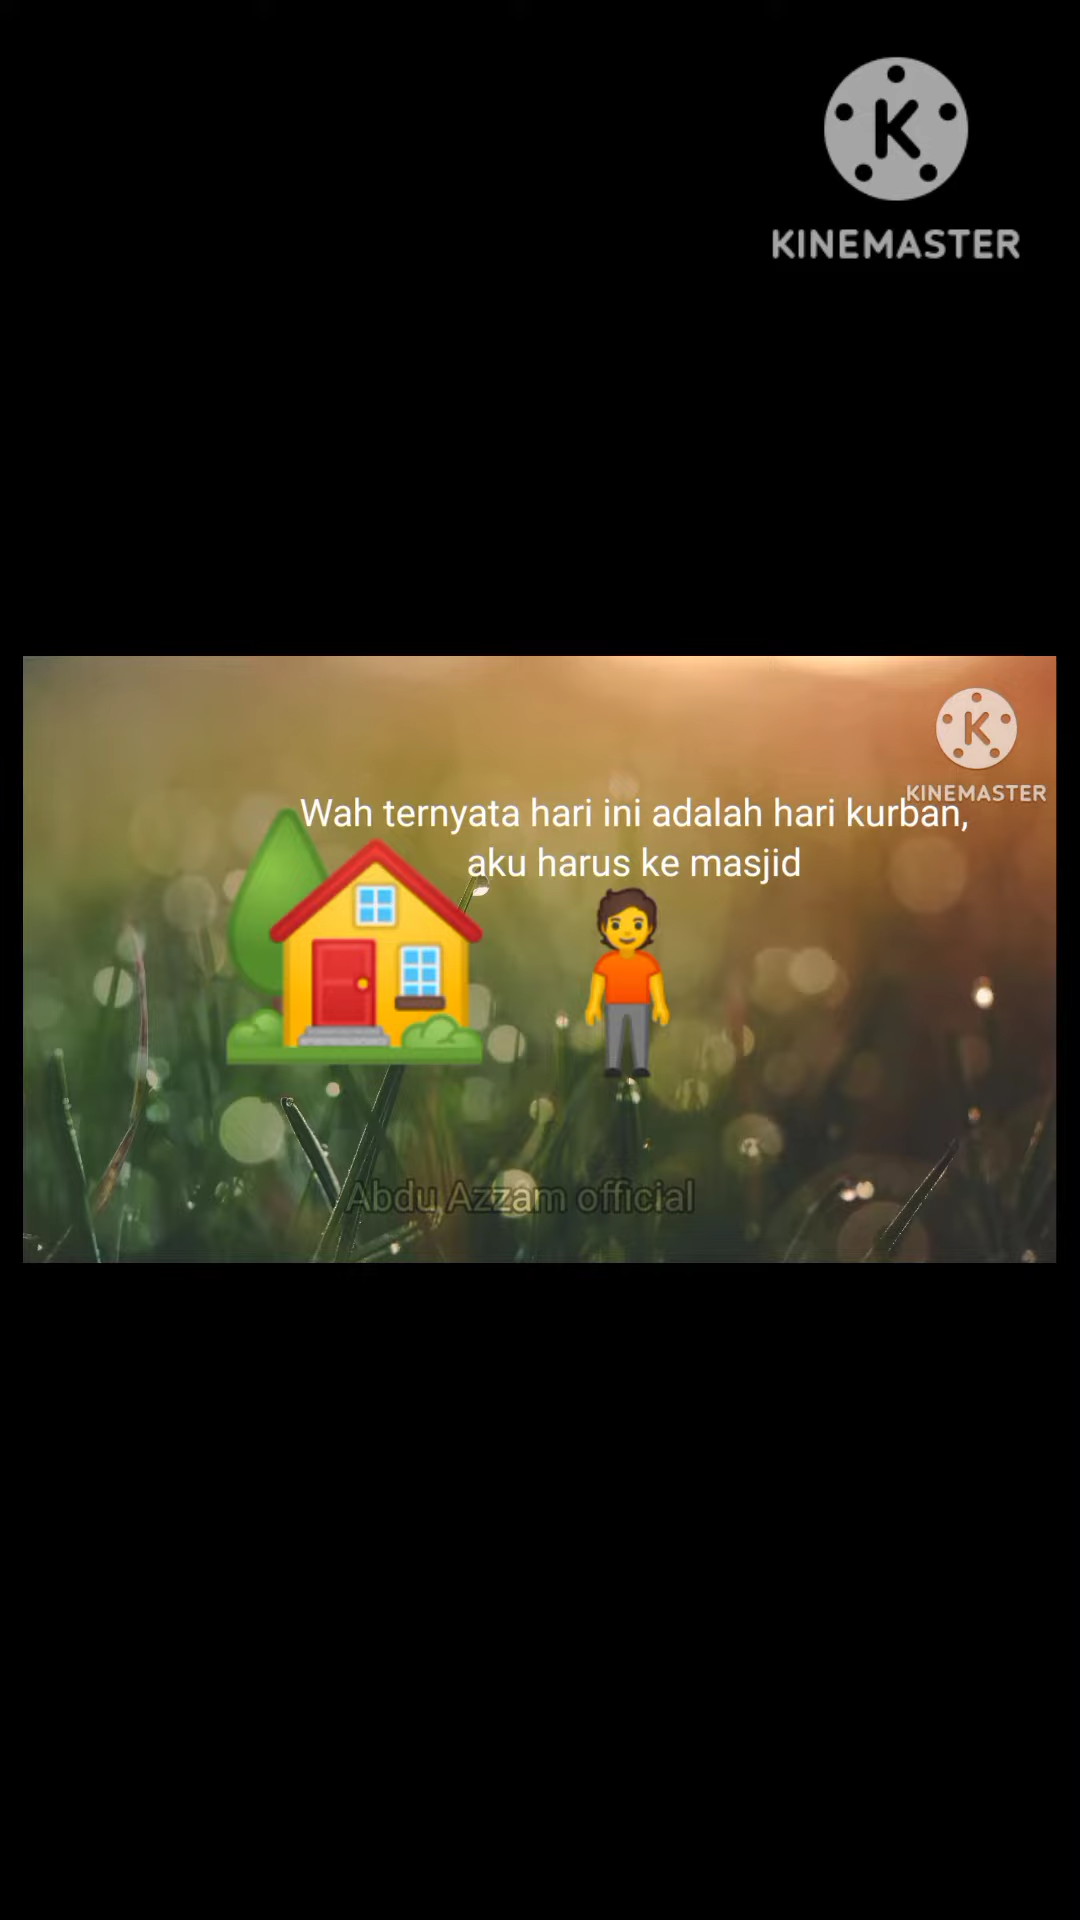 KINEMASTER
KINEMASTER
Wah ternyata hari ini adalah hari kurban,
aku harus ke masjid
Abdu Azzam official